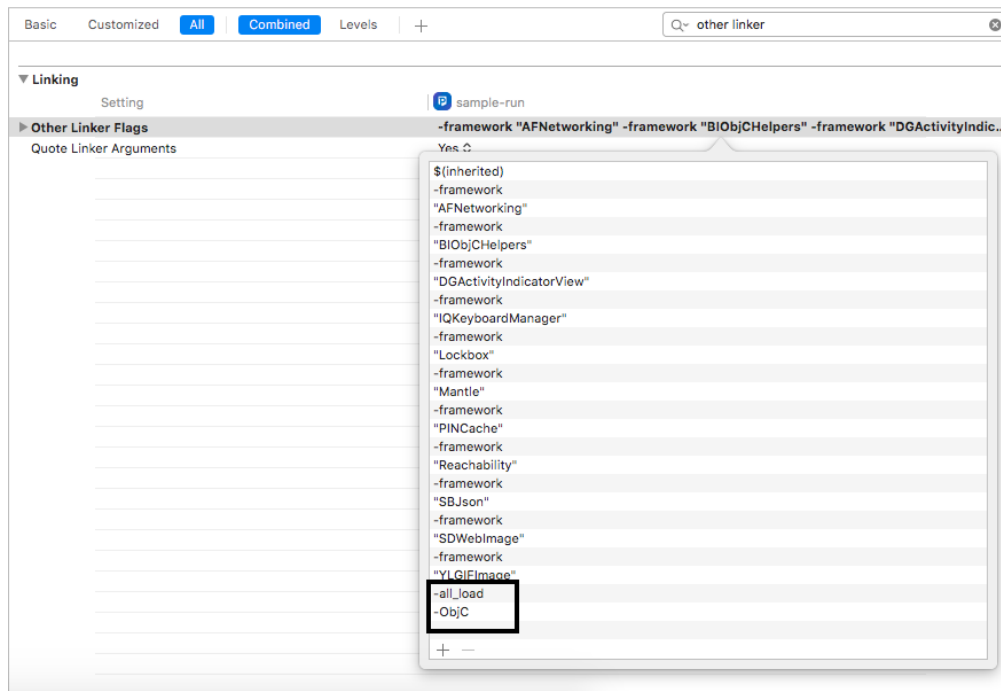 Basic Customized All Combined Levels + other linker
Linking
Setting sample-run
Other Linker Flags -framework "AFNetworking" -framework "BIObjCHelpers" -framework "DGActivityIndic...
Quote Linker Arguments Yes
$(inherited)
-framework
"AFNetworking"
-framework
"BIObjCHelpers"
-framework
"DGActivityIndicatorView"
-framework
"IQKeyboardManager"
-framework
"Lockbox"
-framework
"Mantle"
-framework
"PINCache"
-framework
"Reachability"
-framework
"SBJson"
-framework
"SDWebImage"
-framework
"YLGIFImage"
-all_load
-ObjC
+ −